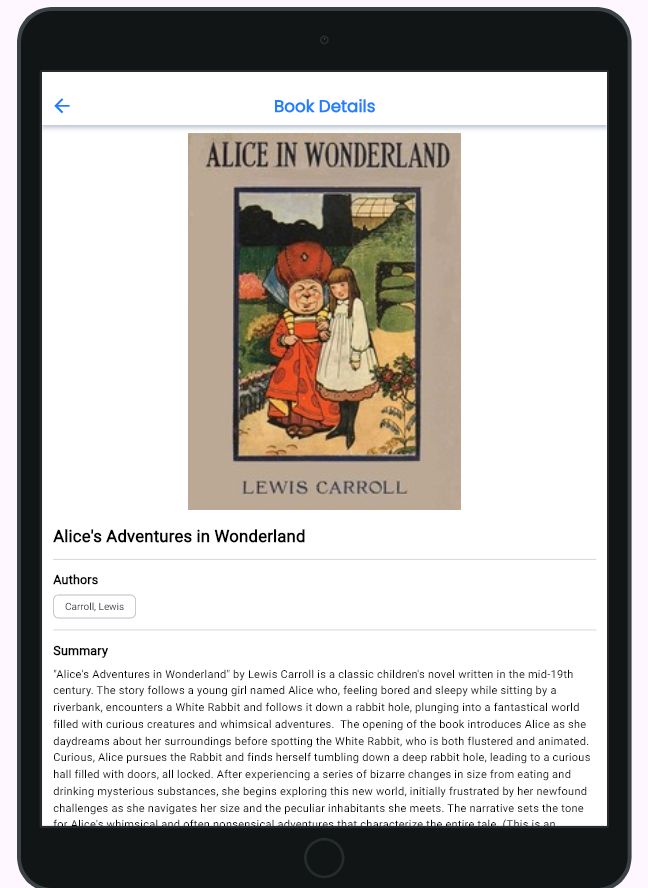 Book Details
ALICE IN WONDERLAND
LEWIS CARROLL
Alice's Adventures in Wonderland
Authors
Carroll, Lewis
Summary
"Alice's Adventures in Wonderland" by Lewis Carroll is a classic children's novel written in the mid-19th
century. The story follows a young girl named Alice who, feeling bored and sleepy while sitting by a
riverbank, encounters a White Rabbit and follows it down a rabbit hole, plunging into a fantastical world
filled with curious creatures and whimsical adventures.  The opening of the book introduces Alice as she
daydreams about her surroundings before spotting the White Rabbit, who is both flustered and animated.
Curious, Alice pursues the Rabbit and finds herself tumbling down a deep rabbit hole, leading to a curious
hall filled with doors, all locked. After experiencing a series of bizarre changes in size from eating and
drinking mysterious substances, she begins exploring this new world, initially frustrated by her newfound
challenges as she navigates her size and the peculiar inhabitants she meets. The narrative sets the tone
for Alice's whimsical and often nonsensical adventures that characterize the entire tale. (This is an